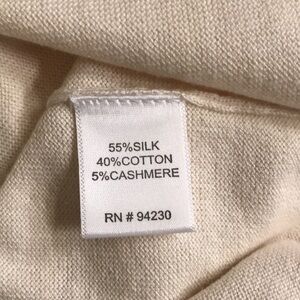 55%SILK
40%COTTON
5%CASHMERE
RN # 94230